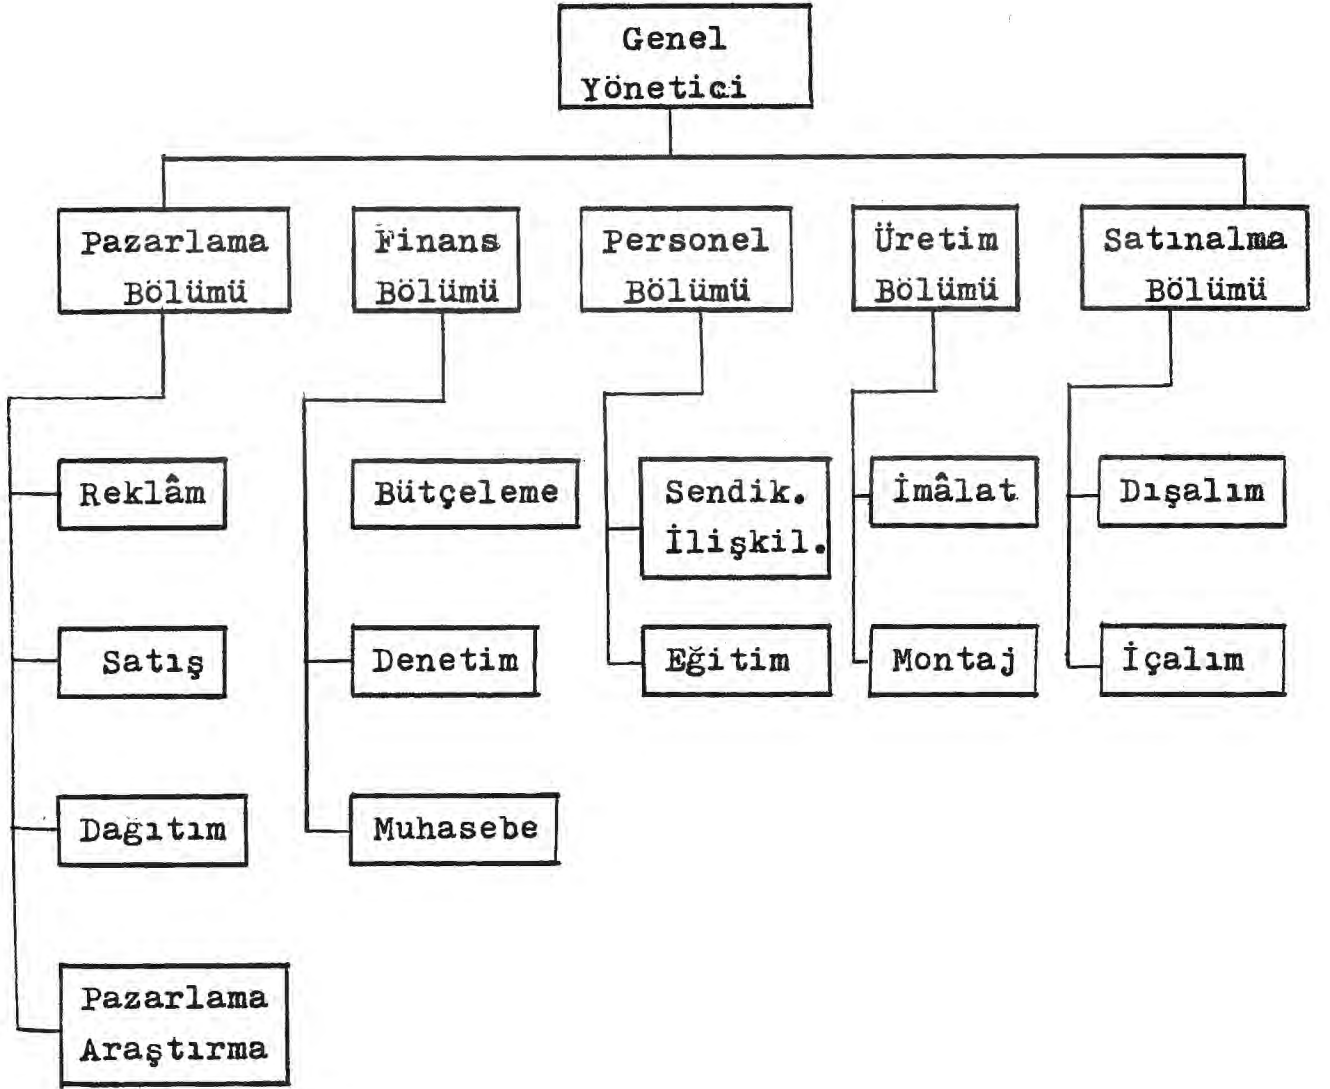 Genel
Yönetici
Pazarlama
Bölümü
Finans
Bölümü
Personel
Bölümü
Üretim
Bölümü
Satınalma
Bölümü
Reklâm
Bütçeleme
Sendik.
İlişkil.
İmâlat
Dışalım
Satış
Denetim
Eğitim
Montaj
İçalım
Dağıtım
Muhasebe
Pazarlama
Araştırma